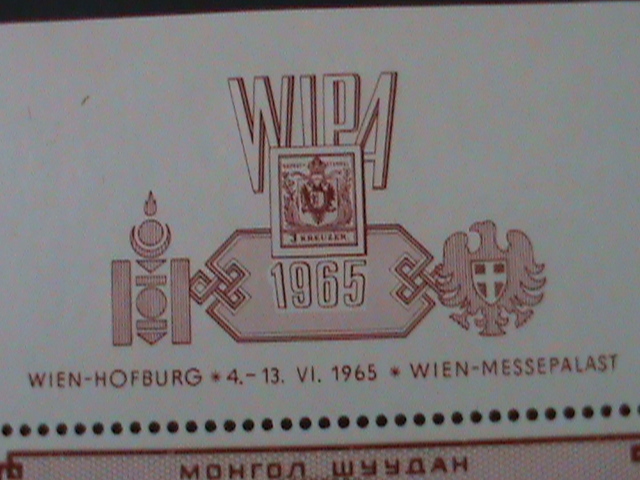 WIPA
3 KREUZER
1965
WIEN-HOFBURG * 4.-13. VI. 1965 * WIEN-MESSEPALAST
МОНГОЛ ШУУДАН